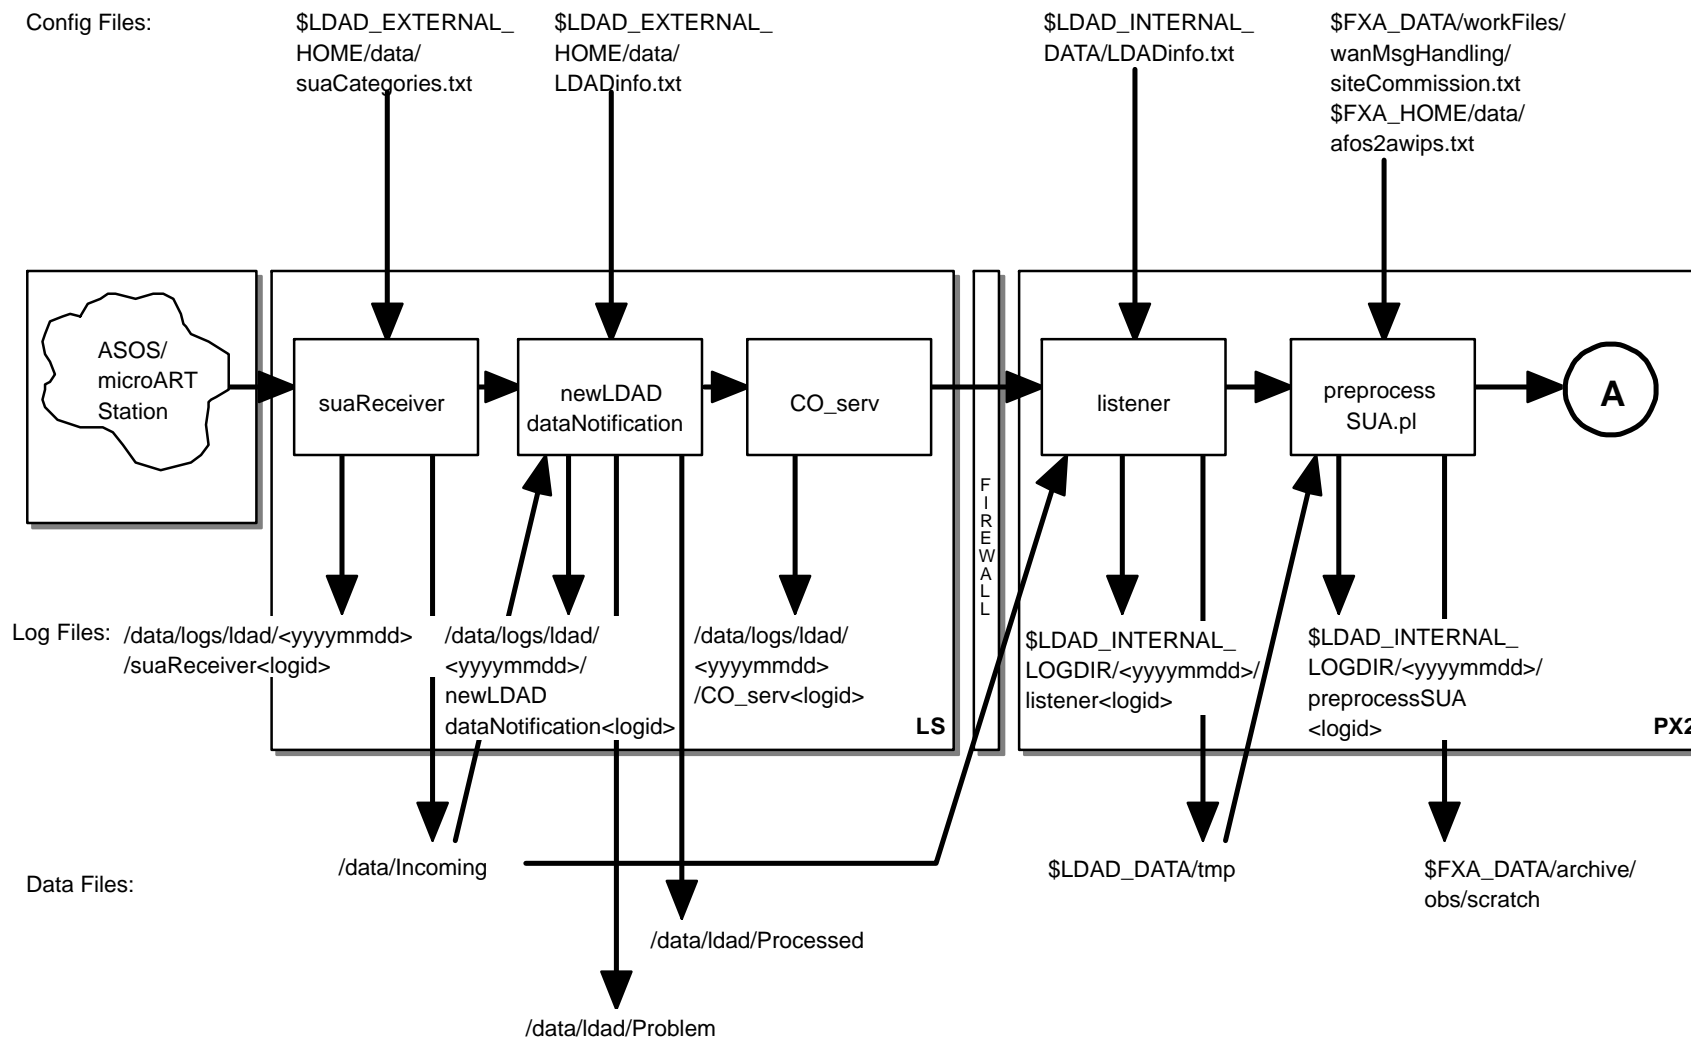 Config Files:
$LDAD_EXTERNAL_
HOME/data/
suaCategories.txt
$LDAD_EXTERNAL_
HOME/data/
LDADinfo.txt
$LDAD_INTERNAL_
DATA/LDADinfo.txt
$FXA_DATA/workFiles/
wanMsgHandling/
siteCommission.txt
$FXA_HOME/data/
afos2awips.txt
ASOS/
microART
Station
suaReceiver
newLDAD
dataNotification
CO_serv
FIREWALL
listener
preprocess
SUA.pl
A
Log Files:
/data/logs/ldad/<yyyymmdd>
/suaReceiver<logid>
/data/logs/ldad/
<yyyymmdd>/
newLDAD
dataNotification<logid>
/data/logs/ldad/
<yyyymmdd>
/CO_serv<logid>
LS
$LDAD_INTERNAL_
LOGDIR/<yyyymmdd>/
listener<logid>
$LDAD_INTERNAL_
LOGDIR/<yyyymmdd>/
preprocessSUA
<logid>
PX2
Data Files:
/data/Incoming
/data/ldad/Processed
/data/ldad/Problem
$LDAD_DATA/tmp
$FXA_DATA/archive/
obs/scratch